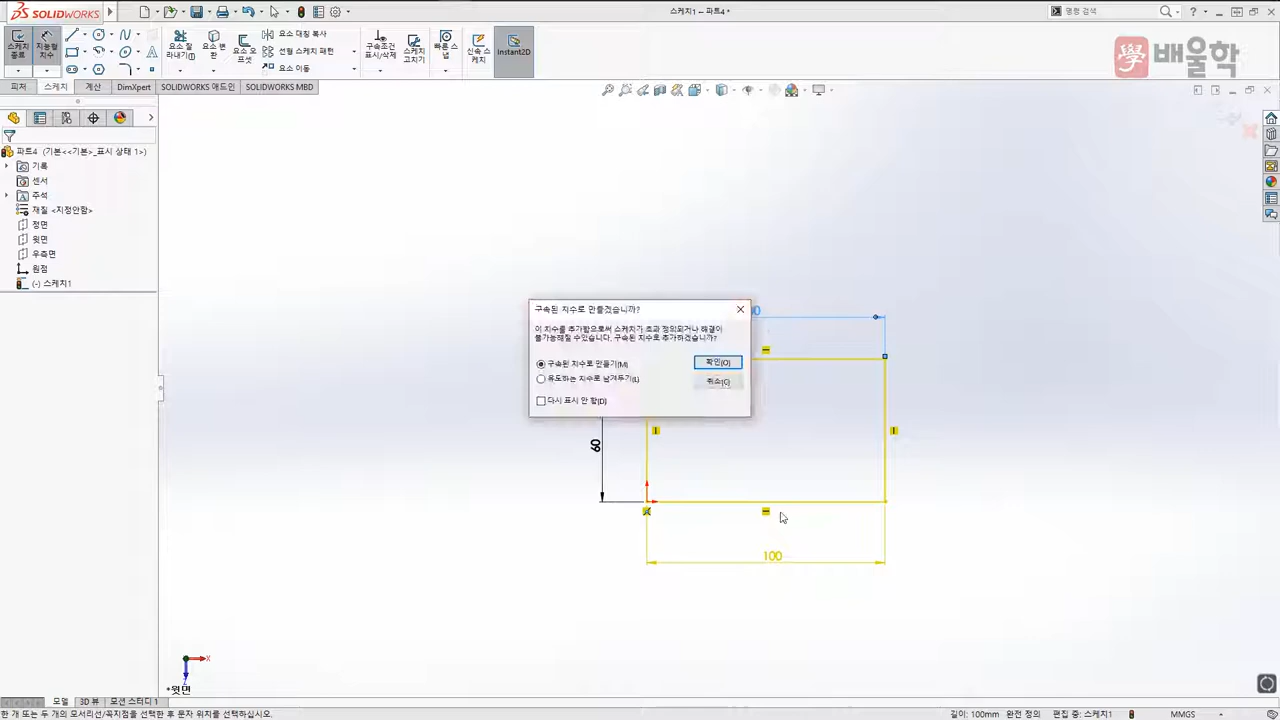 SOLIDWORKS
스케치1 - 파트4 *
명령 검색
스케치 종료
지능형 치수
요소 잘라내기(T)
요소 변환
요소 오프셋
요소 대칭 복사
선형 스케치 패턴
요소 이동
구속조건 표시/삭제
스케치 고치기
빠른 스냅
신속 스케치
Instant2D
學 배울학
피처
스케치
계산
DimXpert
SOLIDWORKS 애드인
SOLIDWORKS MBD
파트4 (기본<<기본>_표시 상태 1>)
기록
센서
주석
재질 <지정안함>
정면
윗면
우측면
원점
(-) 스케치1
구속된 치수로 만들겠습니까?
이 치수를 추가함으로써 스케치가 초과 정의되거나 해결이
불가능해질 수있습니다. 구속된 치수로 추가하겠습니까?
구속된 치수로 만들기(M)
확인(O)
유도하는 치수로 남겨두기(L)
취소(C)
다시 표시 안 함(D)
60
100
X
Z
*윗면
모델
3D 뷰
모션 스터디 1
한 개 또는 두 개의 모서리선/꼭지점을 선택한 후 문자 위치를 선택하십시오.
길이: 100mm
완전 정의
편집 중: 스케치1
MMGS